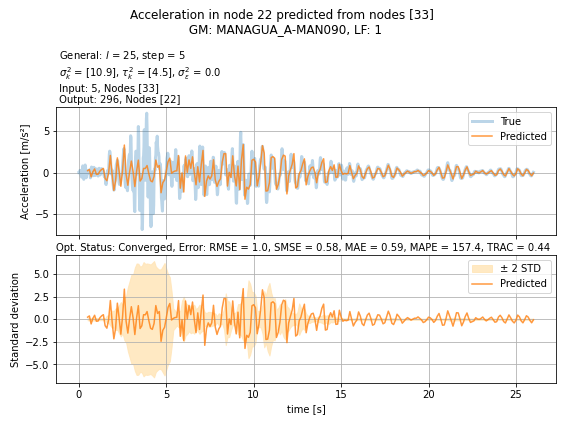 Acceleration in node 22 predicted from nodes [33]
GM: MANAGUA_A-MAN090, LF: 1
General: l = 25, step = 5
σ²ₖ = [10.9], τ²ₖ = [4.5], σ²ε = 0.0
Input: 5, Nodes [33]
Output: 296, Nodes [22]
Acceleration [m/s²]
5
0
−5
True
Predicted
Opt. Status: Converged, Error: RMSE = 1.0, SMSE = 0.58, MAE = 0.59, MAPE = 157.4, TRAC = 0.44
Standard deviation
5.0
2.5
0.0
−2.5
−5.0
± 2 STD
Predicted
0 5 10 15 20 25
time [s]